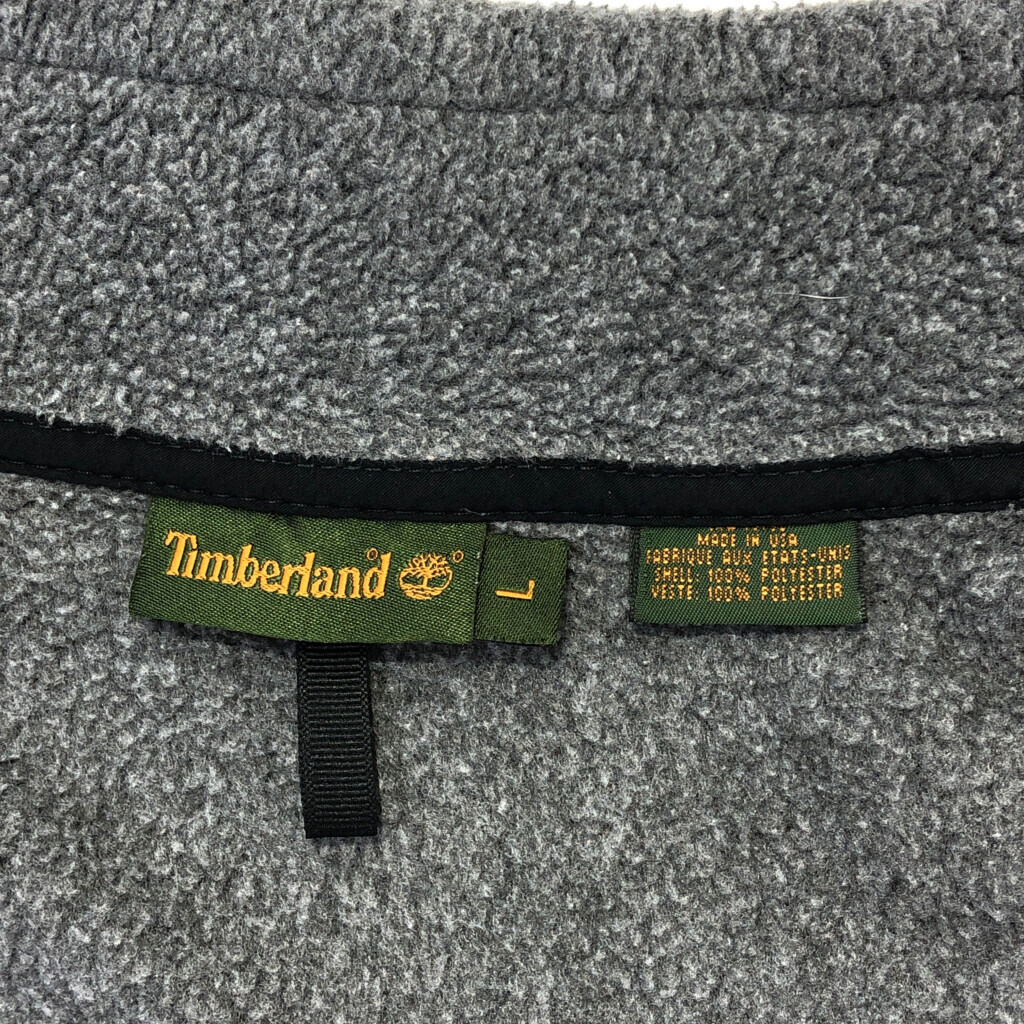 Timberland
L
MADE IN USA
FABRIQUE AUX ETATS-UNIS
SHELL: 100% POLYESTER
VESTE: 100% POLYESTER